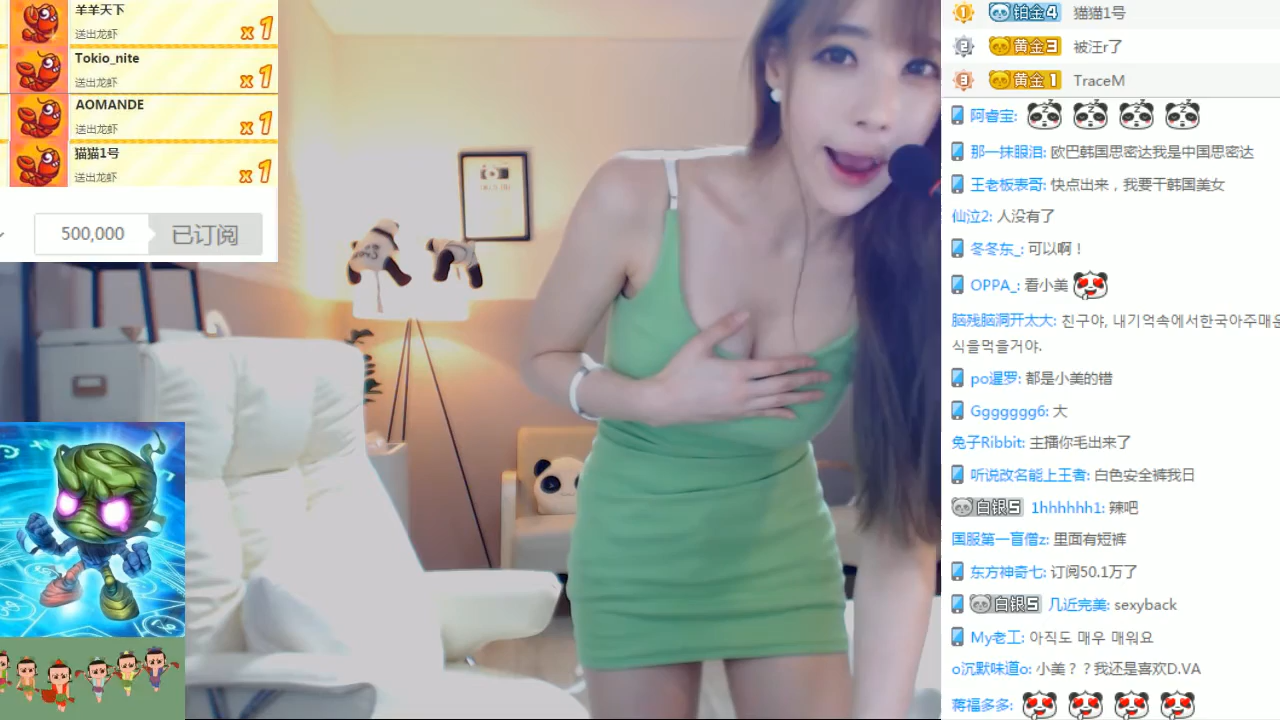 羊羊天下
送出龙虾
x 1
Tokio_nite
送出龙虾
x 1
AOMANDE
送出龙虾
x 1
猫猫1号
送出龙虾
x 1
500,000
已订阅
1 铂金4 猫猫1号
2 黄金3 被汪r了
3 黄金1 TraceM
阿睿宝:
那一抹眼泪: 欧巴韩国思密达我是中国思密达
王老板表哥: 快点出来，我要干韩国美女
仙泣2: 人没有了
冬冬东_: 可以啊！
OPPA_: 看小美
脑残脑洞开太大: 친구야, 내기억속에서한국아주매우
식을먹을거야.
po暹罗: 都是小美的错
Ggggggg6: 大
兔子Ribbit: 主播你毛出来了
听说改名能上王者: 白色安全裤我日
白银5 1hhhhhh1: 辣吧
国服第一盲僧z: 里面有短裤
东方神奇七: 订阅50.1万了
白银5 几近完美: sexyback
My老工: 아직도 매우 매워요
o沉默味道o: 小美？？我还是喜欢D.VA
蒋福多多: